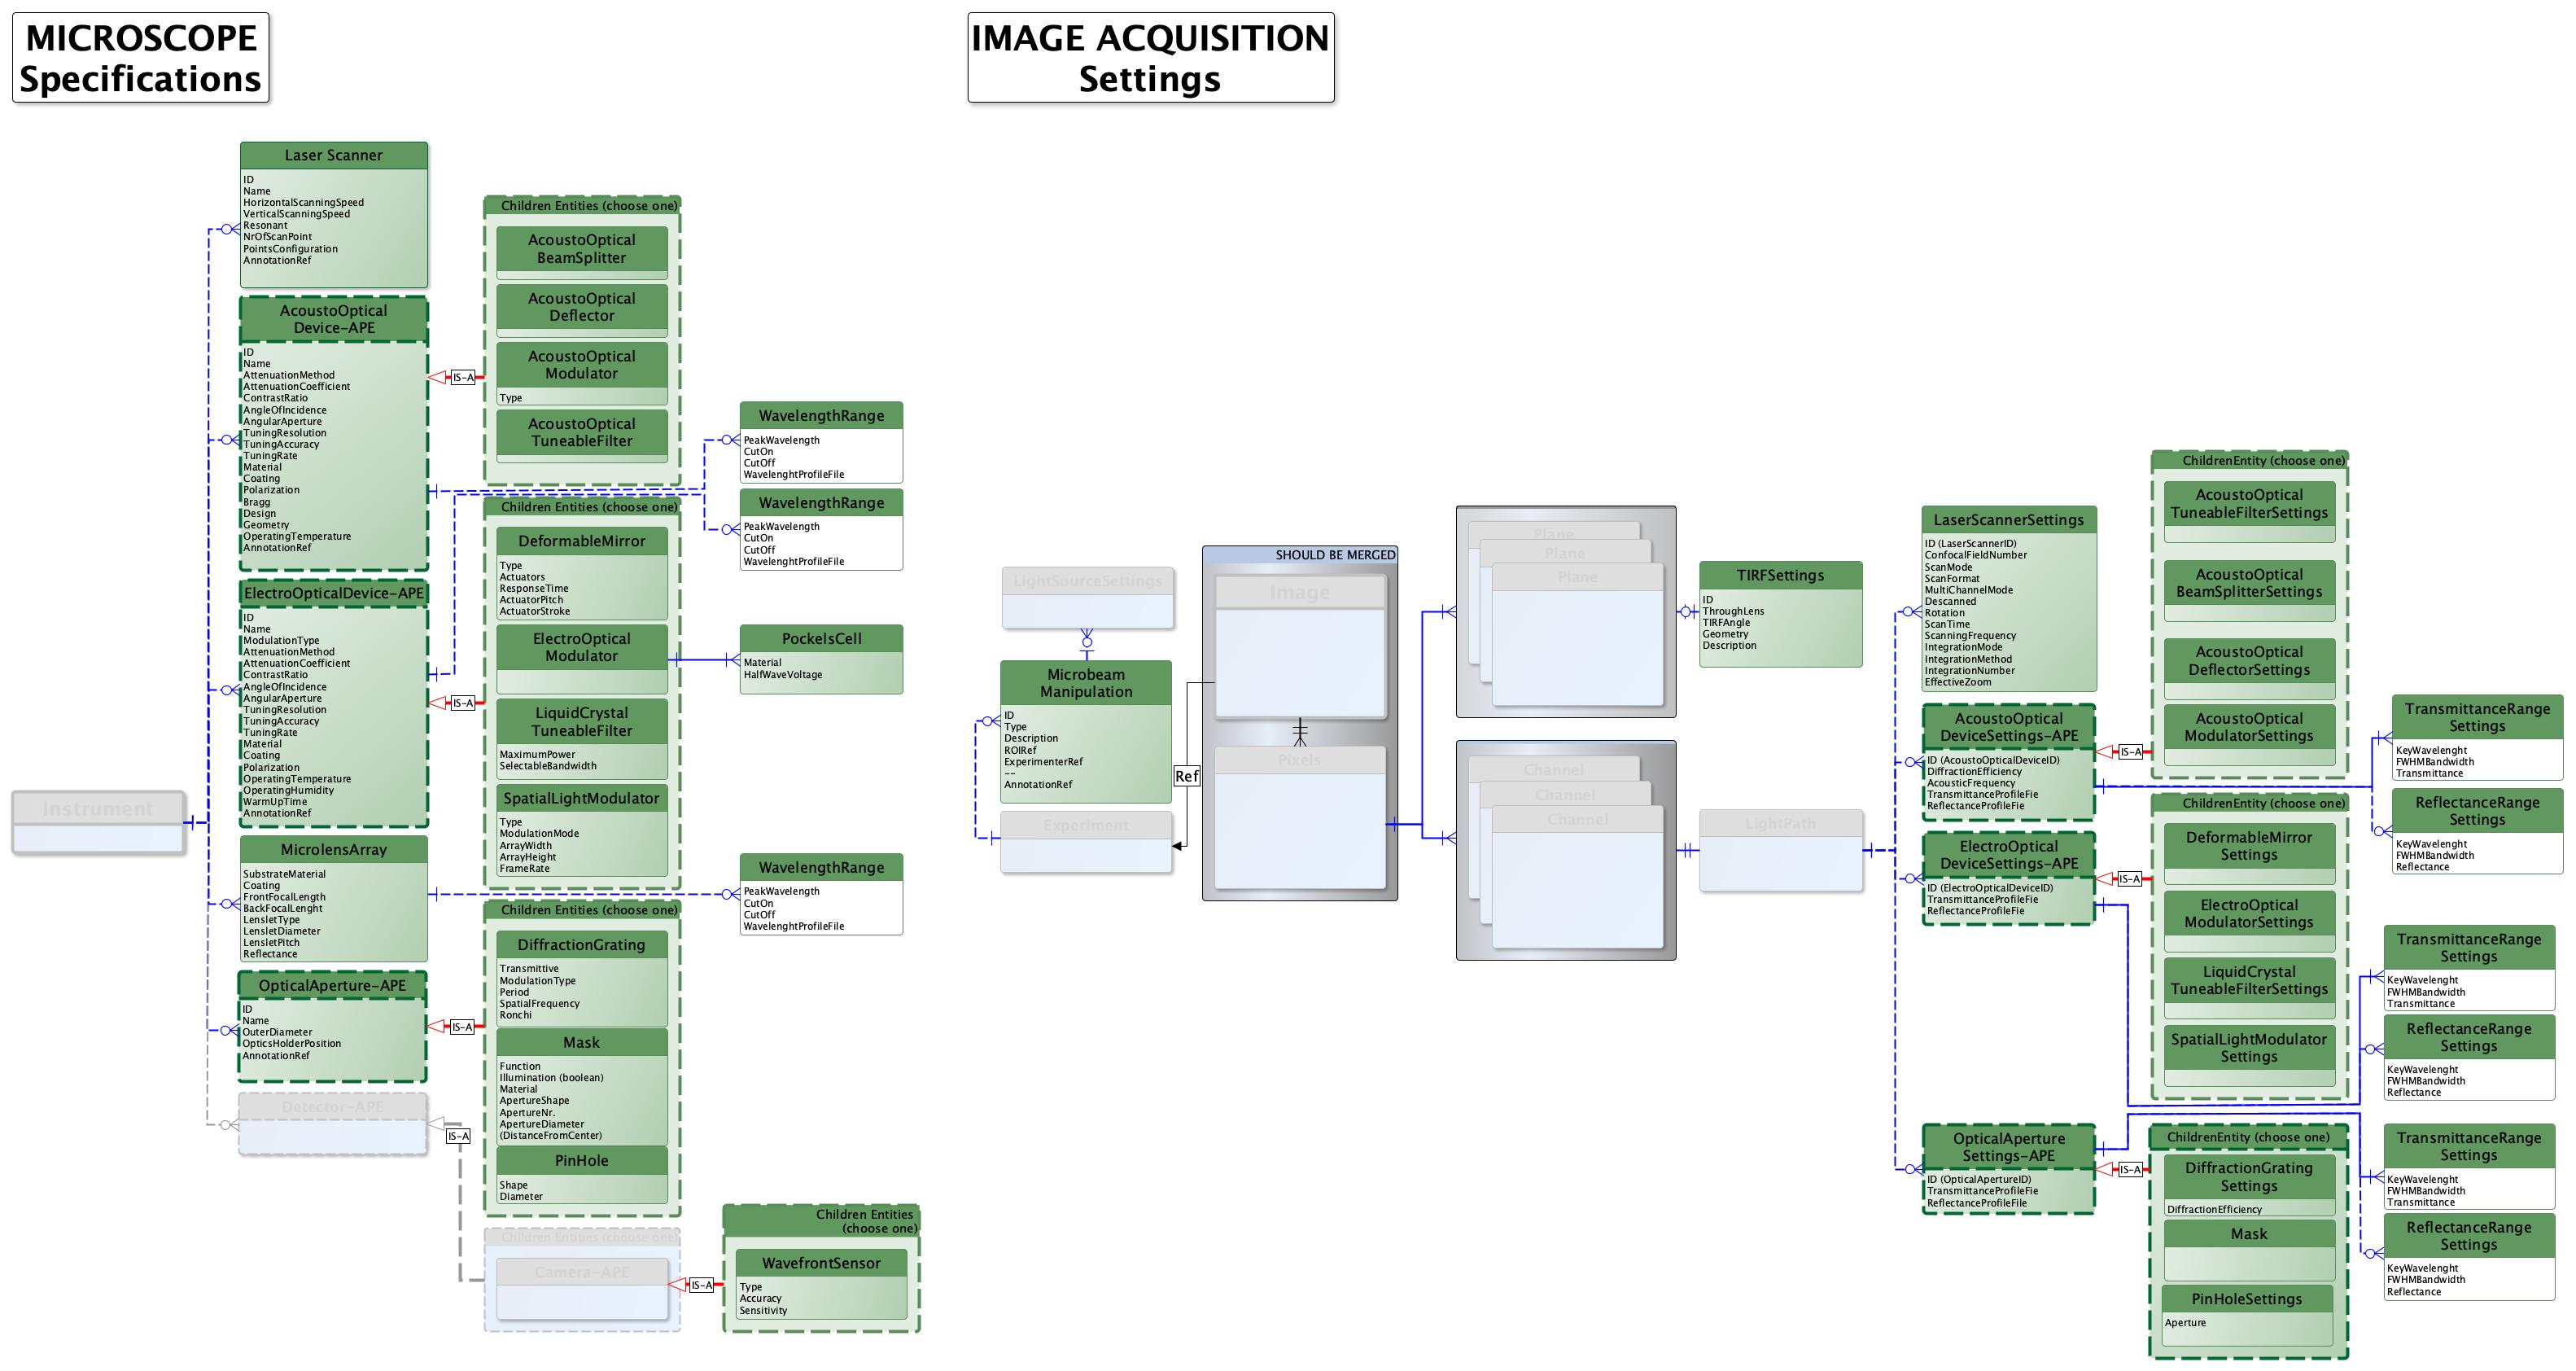 MICROSCOPE
Specifications
IMAGE ACQUISITION
Settings
Laser Scanner
ID
Name
HorizontalScanningSpeed
VerticalScanningSpeed
Resonant
NrOfScanPoint
PointsConfiguration
AnnotationRef
AcoustoOptical
Device-APE
ID
Name
AttenuationMethod
AttenuationCoefficient
ContrastRatio
AngleOfIncidence
AngularAperture
TuningResolution
TuningAccuracy
TuningRate
Material
Coating
Polarization
Bragg
Design
Geometry
OperatingTemperature
AnnotationRef
IS-A
Children Entities (choose one)
AcoustoOptical
BeamSplitter
AcoustoOptical
Deflector
AcoustoOptical
Modulator
Type
AcoustoOptical
TuneableFilter
WavelengthRange
PeakWavelength
CutOn
CutOff
WavelenghtProfileFile
WavelengthRange
PeakWavelength
CutOn
CutOff
WavelenghtProfileFile
ElectroOpticalDevice-APE
ID
Name
ModulationType
AttenuationMethod
AttenuationCoefficient
ContrastRatio
AngleOfIncidence
AngularAperture
TuningResolution
TuningAccuracy
TuningRate
Material
Coating
Polarization
OperatingTemperature
OperatingHumidity
WarmUpTime
AnnotationRef
IS-A
Children Entities (choose one)
DeformableMirror
Type
Actuators
ResponseTime
ActuatorPitch
ActuatorStroke
ElectroOptical
Modulator
PockelsCell
Material
HalfWaveVoltage
LiquidCrystal
TuneableFilter
MaximumPower
SelectableBandwidth
SpatialLightModulator
Type
ModulationMode
ArrayWidth
ArrayHeight
FrameRate
Instrument
MicrolensArray
SubstrateMaterial
Coating
FrontFocalLength
BackFocalLenght
LensletType
LensletDiameter
LensletPitch
Reflectance
WavelengthRange
PeakWavelength
CutOn
CutOff
WavelenghtProfileFile
OpticalAperture-APE
ID
Name
OuterDiameter
OpticsHolderPosition
AnnotationRef
IS-A
Children Entities (choose one)
DiffractionGrating
Transmittive
ModulationType
Period
SpatialFrequency
Ronchi
Mask
Function
Illumination (boolean)
Material
ApertureShape
ApertureNr.
ApertureDiameter
(DistanceFromCenter)
PinHole
Shape
Diameter
Detector-APE
IS-A
Children Entities (choose one)
Camera-APE
IS-A
Children Entities
(choose one)
WavefrontSensor
Type
Accuracy
Sensitivity
LightSourceSettings
Microbeam
Manipulation
ID
Type
Description
ROIRef
ExperimenterRef
--
AnnotationRef
Experiment
Ref
SHOULD BE MERGED
Image
Pixels
Plane
Plane
Plane
Channel
Channel
Channel
TIRFSettings
ID
ThroughLens
TIRFAngle
Geometry
Description
LightPath
LaserScannerSettings
ID (LaserScannerID)
ConfocalFieldNumber
ScanMode
ScanFormat
MultiChannelMode
Descanned
Rotation
ScanTime
ScanningFrequency
IntegrationMode
IntegrationMethod
IntegrationNumber
EffectiveZoom
AcoustoOptical
DeviceSettings-APE
ID (AcoustoOpticalDeviceID)
DiffractionEfficiency
AcousticFrequency
TransmittanceProfileFie
ReflectanceProfileFie
IS-A
ChildrenEntity (choose one)
AcoustoOptical
TuneableFilterSettings
AcoustoOptical
BeamSplitterSettings
AcoustoOptical
DeflectorSettings
AcoustoOptical
ModulatorSettings
TransmittanceRange
Settings
KeyWavelenght
FWHMBandwidth
Transmittance
ReflectanceRange
Settings
KeyWavelenght
FWHMBandwidth
Reflectance
ElectroOptical
DeviceSettings-APE
ID (ElectroOpticalDeviceID)
TransmittanceProfileFie
ReflectanceProfileFie
IS-A
ChildrenEntity (choose one)
DeformableMirror
Settings
ElectroOptical
ModulatorSettings
LiquidCrystal
TuneableFilterSettings
SpatialLightModulator
Settings
TransmittanceRange
Settings
KeyWavelenght
FWHMBandwidth
Transmittance
ReflectanceRange
Settings
KeyWavelenght
FWHMBandwidth
Reflectance
OpticalAperture
Settings-APE
ID (OpticalApertureID)
TransmittanceProfileFie
ReflectanceProfileFile
IS-A
ChildrenEntity (choose one)
DiffractionGrating
Settings
DiffractionEfficiency
Mask
PinHoleSettings
Aperture
TransmittanceRange
Settings
KeyWavelenght
FWHMBandwidth
Transmittance
ReflectanceRange
Settings
KeyWavelenght
FWHMBandwidth
Reflectance